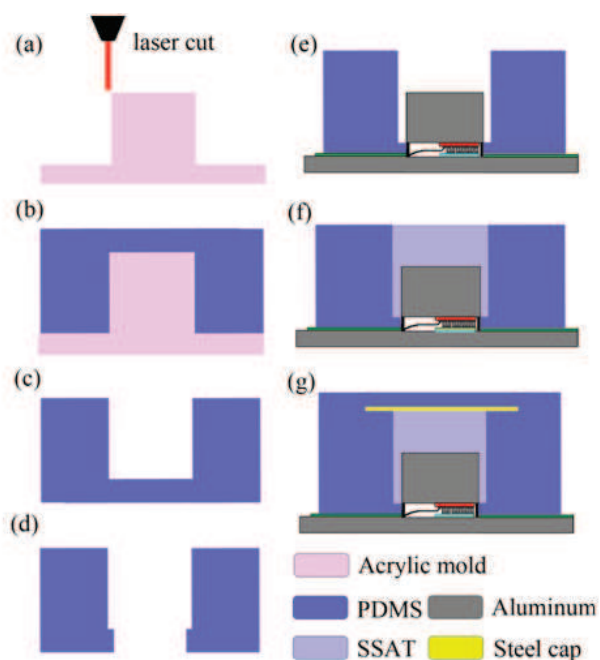 (a)
laser cut
(b)
(c)
(d)
(e)
(f)
(g)
Acrylic mold
PDMS
Aluminum
SSAT
Steel cap